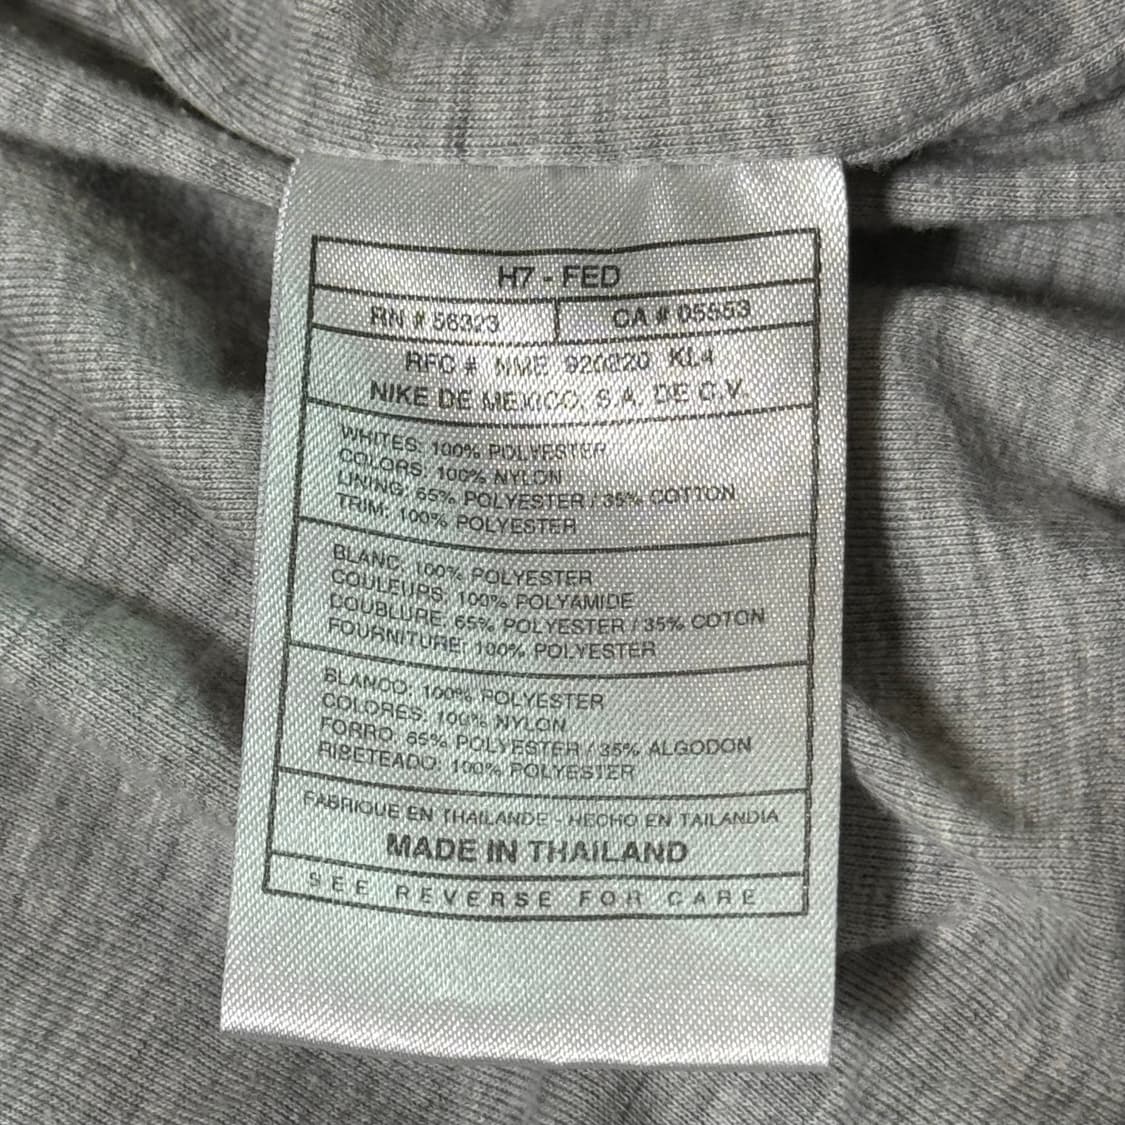 H7 - FED
RN # 56323 CA # 05553
RFC # NME 920820 KL4
NIKE DE MEXICO, S.A. DE C.V.
WHITES: 100% POLYESTER
COLORS: 100% NYLON
LINING: 65% POLYESTER / 35% COTTON
TRIM: 100% POLYESTER
BLANC: 100% POLYESTER
COULEURS: 100% POLYAMIDE
DOUBLURE: 65% POLYESTER / 35% COTON
FOURNITURE: 100% POLYESTER
BLANCO: 100% POLYESTER
COLORES: 100% NYLON
FORRO: 65% POLYESTER / 35% ALGODON
RIBETEADO: 100% POLYESTER
FABRIQUE EN THAILANDE - HECHO EN TAILANDIA
MADE IN THAILAND
SEE REVERSE FOR CARE